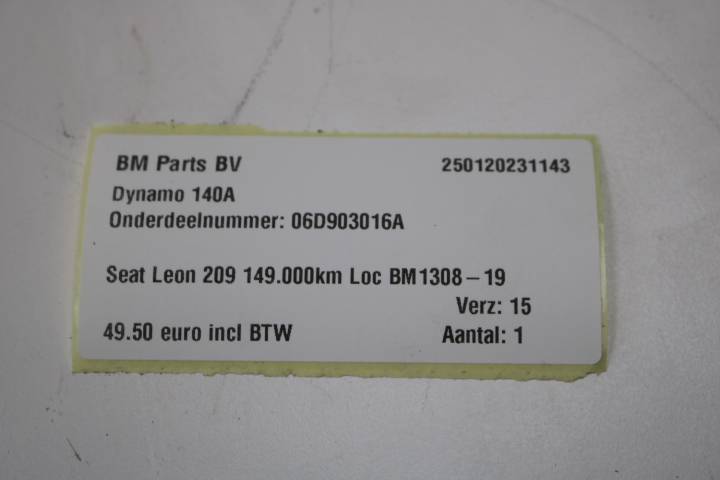 BM Parts BV 250120231143
Dynamo 140A
Onderdeelnummer: 06D903016A
Seat Leon 209 149.000km Loc BM1308-19
Verz: 15
49.50 euro incl BTW Aantal: 1